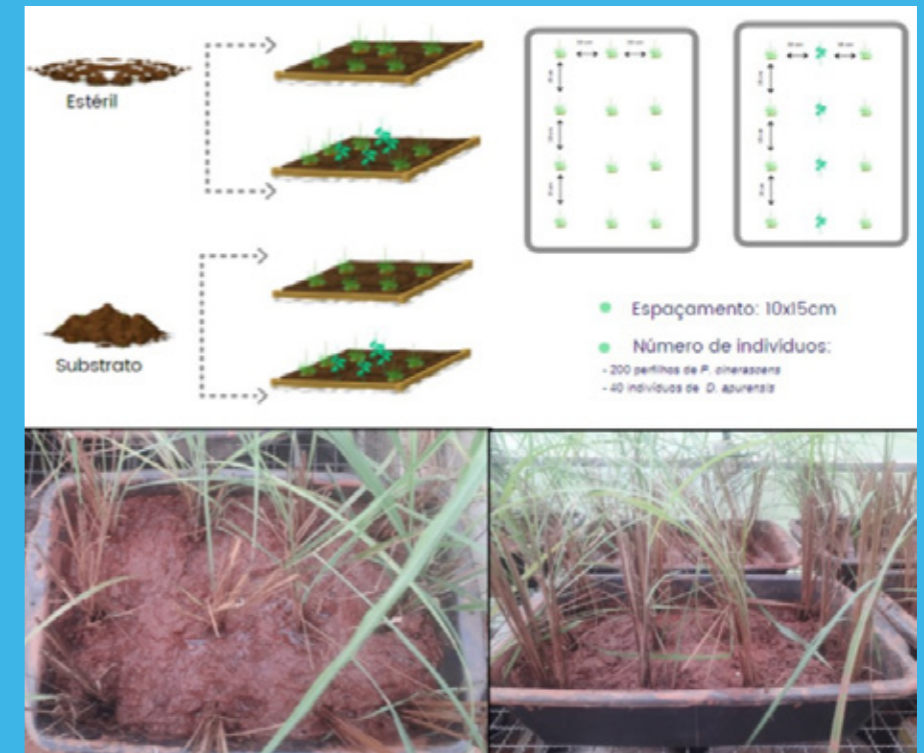 Estéril
Substrato
Espaçamento: 10x15cm
Número de indivíduos:
- 200 perfilhos de P. cinerascens
- 40 indivíduos de D. apurensis